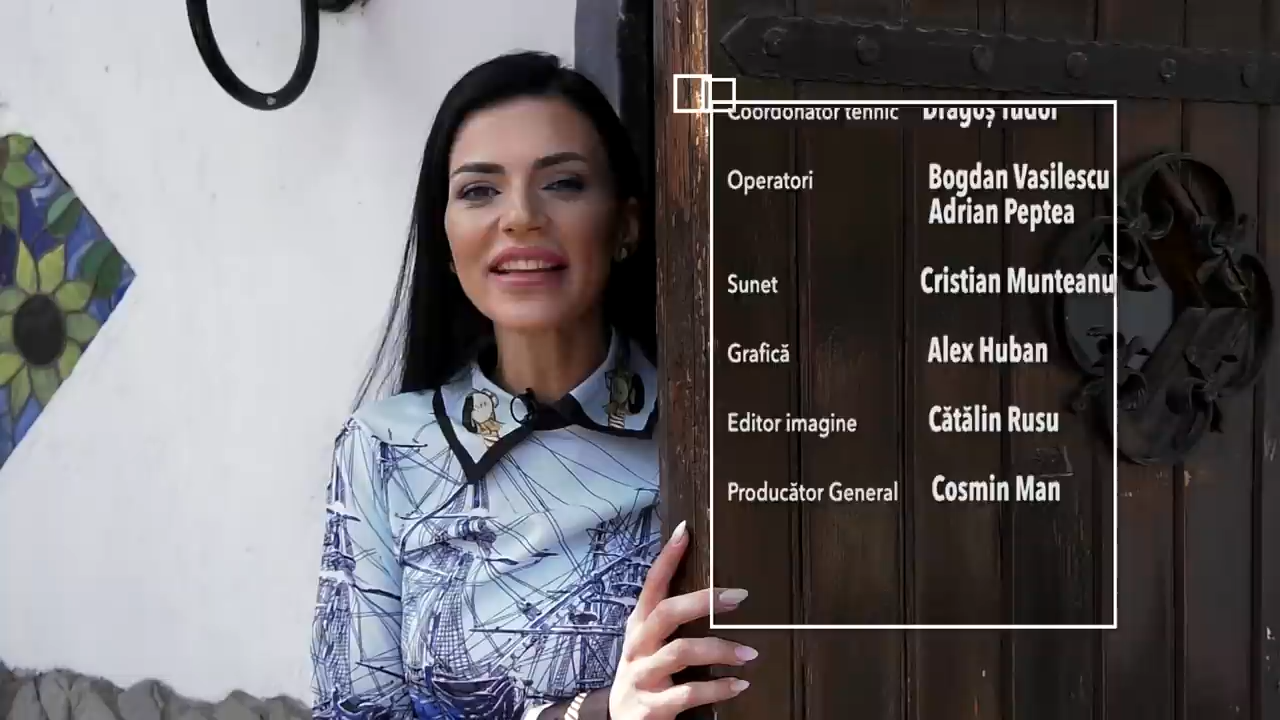 Coordonator tehnic Dragoș Tudor
Operatori Bogdan Vasilescu
Adrian Peptea
Sunet Cristian Munteanu
Grafică Alex Huban
Editor imagine Cătălin Rusu
Producător General Cosmin Man